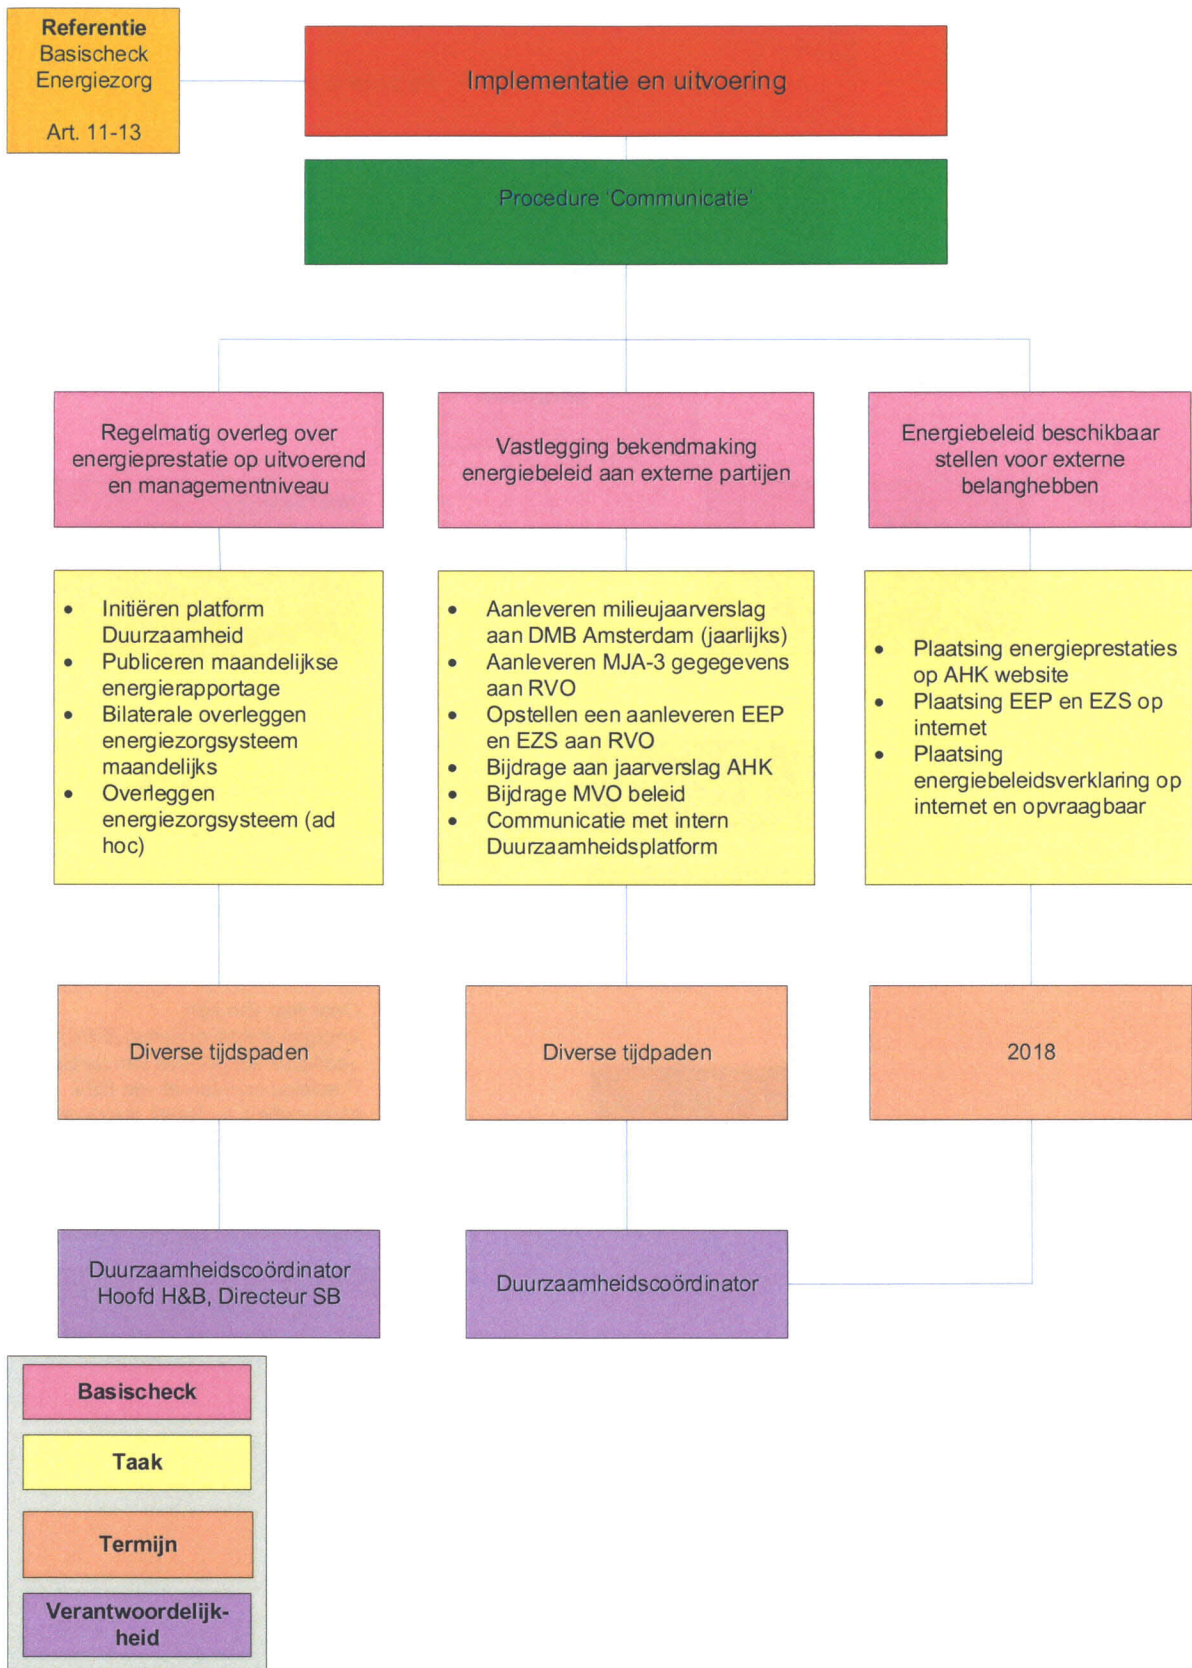 Referentie
Basischeck
Energiezorg
Art. 11-13
Implementatie en uitvoering
Procedure 'Communicatie'
Regelmatig overleg over
energieprestatie op uitvoerend
en managementniveau
Vastlegging bekendmaking
energiebeleid aan externe partijen
Energiebeleid beschikbaar
stellen voor externe
belanghebben
• Initiëren platform
Duurzaamheid
• Publiceren maandelijkse
energierapportage
• Bilaterale overleggen
energiezorgsysteem
maandelijks
• Overleggen
energiezorgsysteem (ad
hoc)
• Aanleveren milieujaarverslag
aan DMB Amsterdam (jaarlijks)
• Aanleveren MJA-3 gegegevens
aan RVO
• Opstellen een aanleveren EEP
en EZS aan RVO
• Bijdrage aan jaarverslag AHK
• Bijdrage MVO beleid
• Communicatie met intern
Duurzaamheidsplatform
• Plaatsing energieprestaties
op AHK website
• Plaatsing EEP en EZS op
internet
• Plaatsing
energiebeleidsverklaring op
internet en opvraagbaar
Diverse tijdspaden
Diverse tijdpaden
2018
Duurzaamheidscoördinator
Hoofd H&B, Directeur SB
Duurzaamheidscoördinator
Basischeck
Taak
Termijn
Verantwoordelijk-
heid